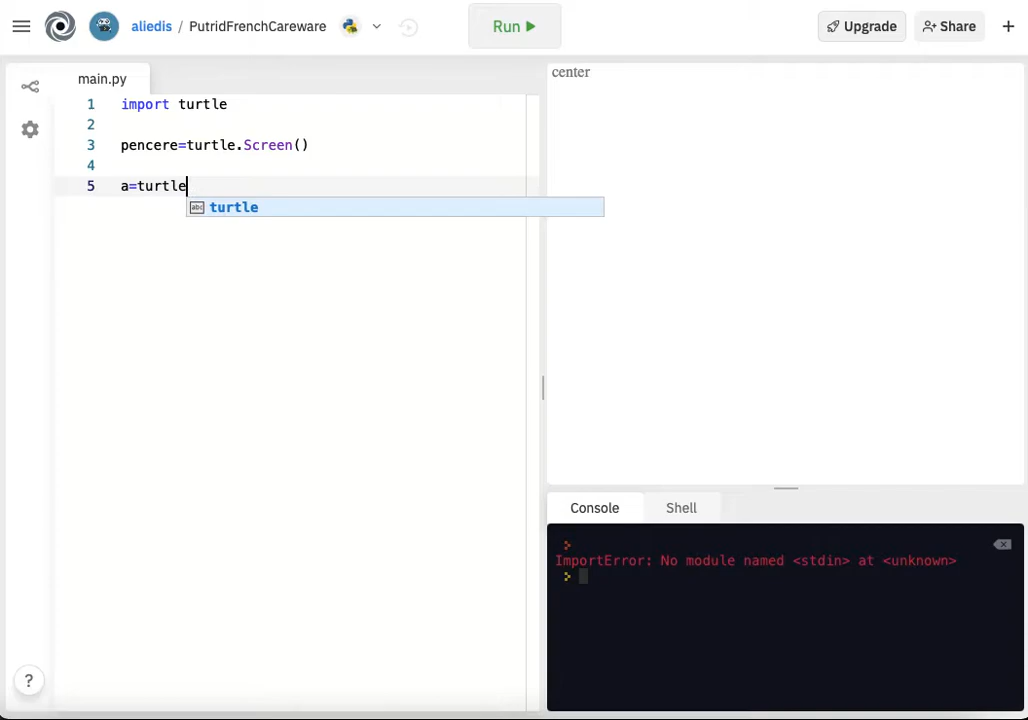 aliedis / PutridFrenchCareware
Run
Upgrade
Share
main.py
center
1 import turtle
2
3 pencere=turtle.Screen()
4
5 a=turtle
abc turtle
Console
Shell
>
ImportError: No module named <stdin> at <unknown>
>
?